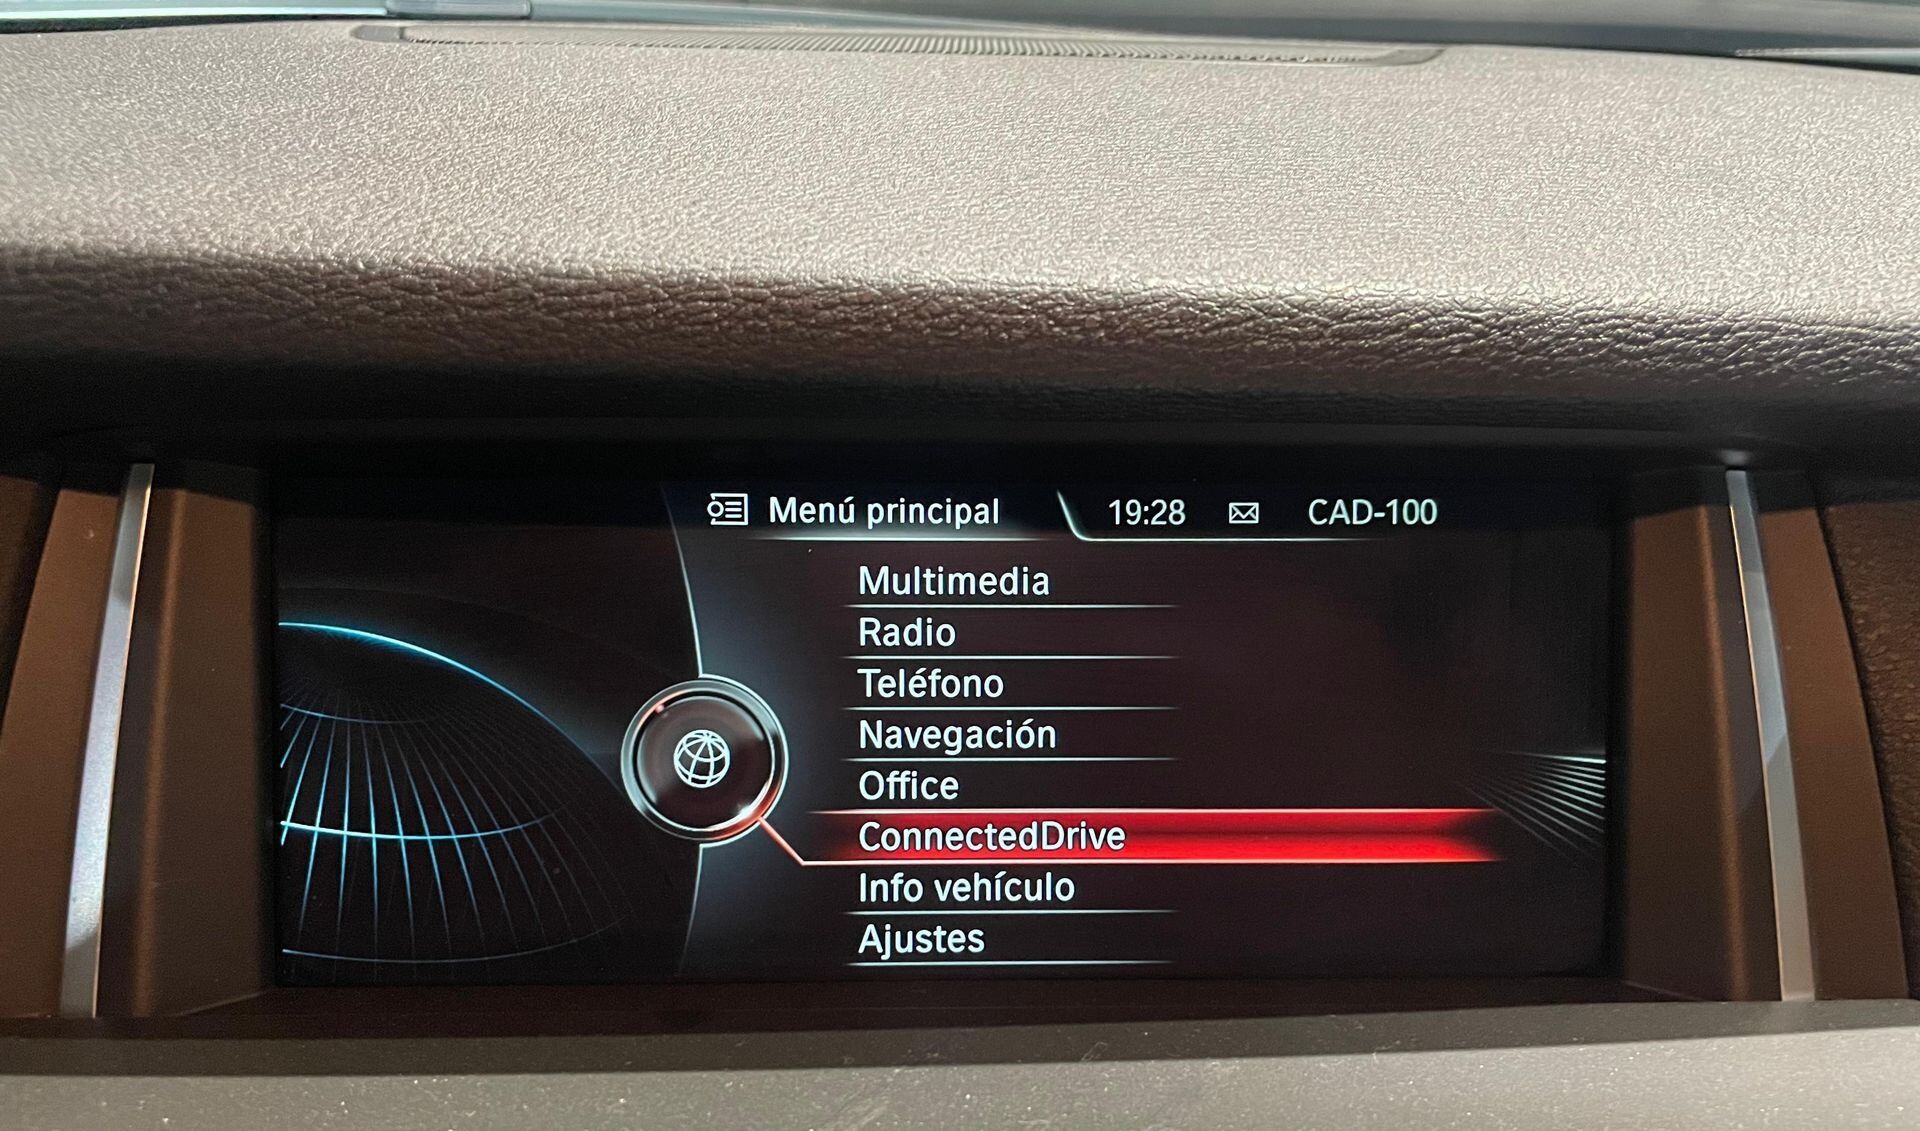 Menú principal 19:28 CAD-100
Multimedia
Radio
Teléfono
Navegación
Office
ConnectedDrive
Info vehículo
Ajustes